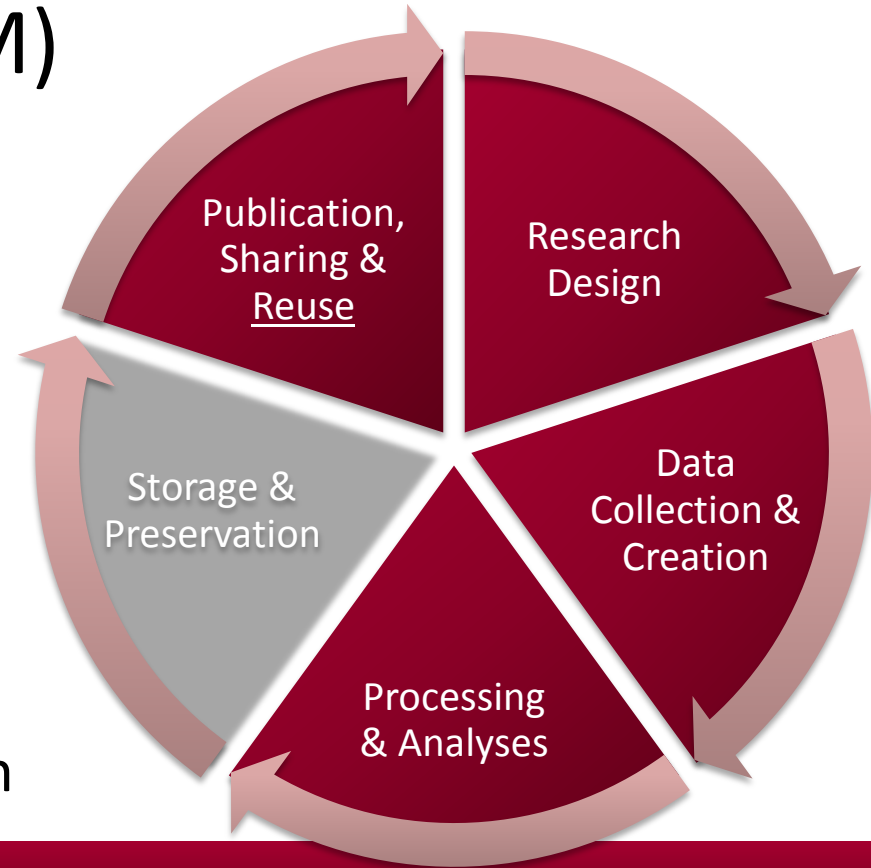 M)
Publication,
Sharing &
Reuse
Research
Design
Data
Collection &
Creation
Processing
& Analyses
Storage &
Preservation
n